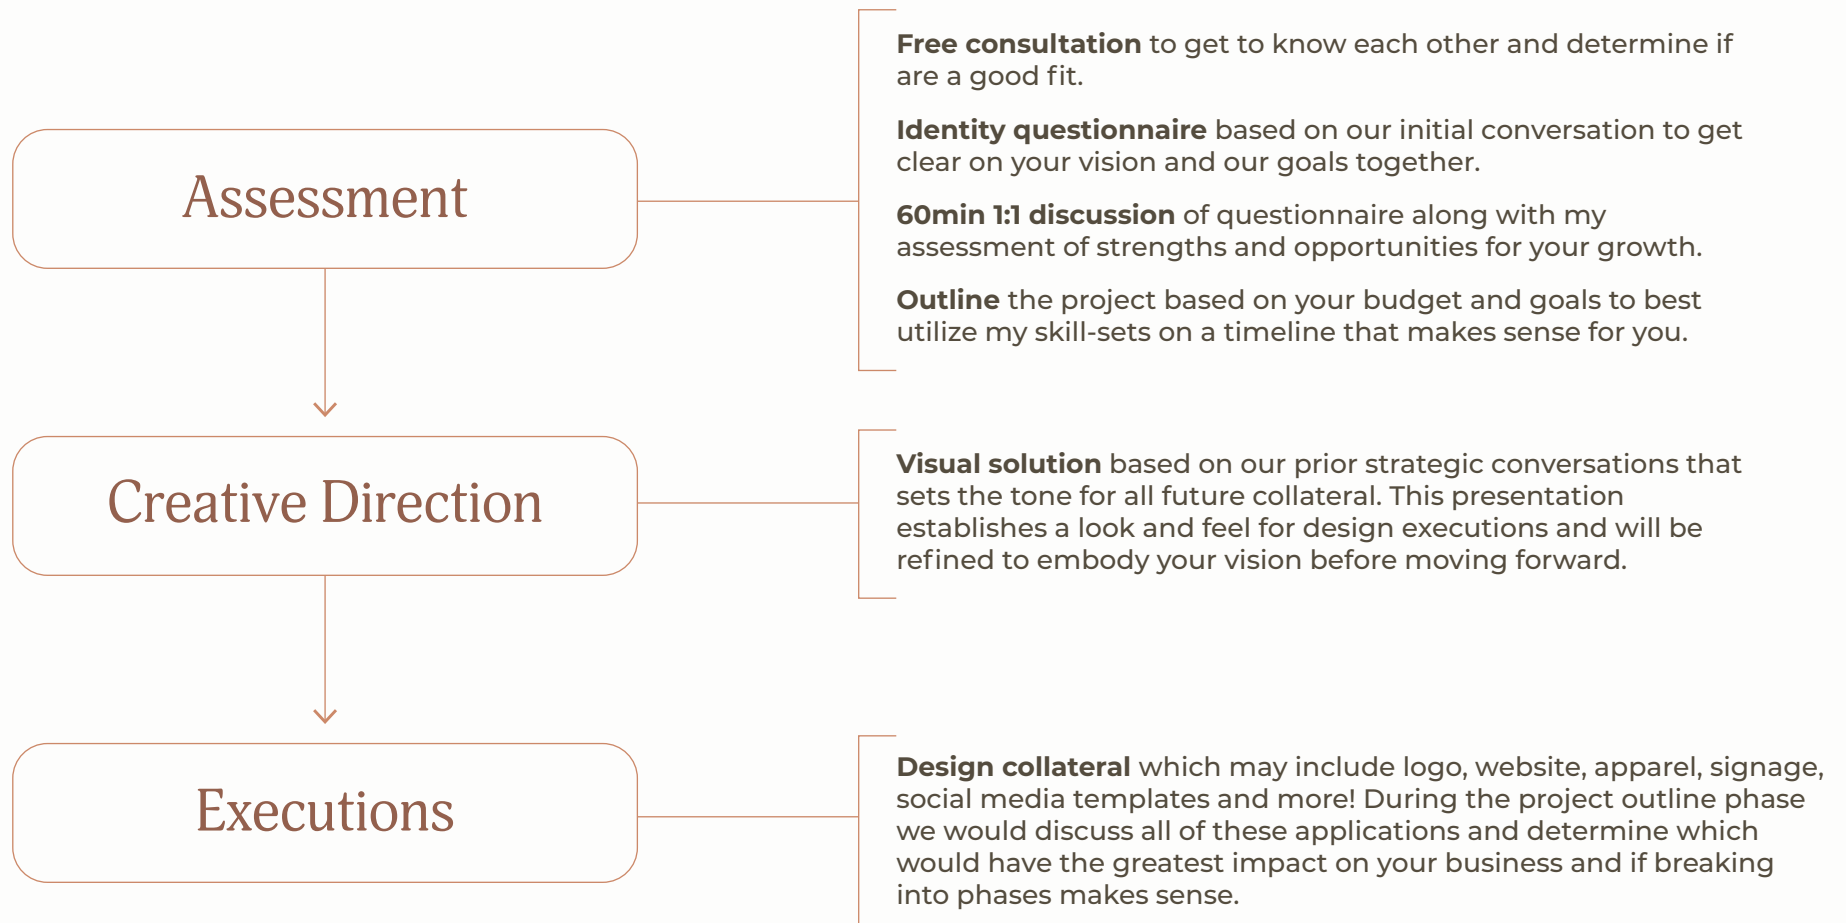 Assessment
Free consultation to get to know each other and determine if
are a good fit.
Identity questionnaire based on our initial conversation to get
clear on your vision and our goals together.
60min 1:1 discussion of questionnaire along with my
assessment of strengths and opportunities for your growth.
Outline the project based on your budget and goals to best
utilize my skill-sets on a timeline that makes sense for you.
Creative Direction
Visual solution based on our prior strategic conversations that
sets the tone for all future collateral. This presentation
establishes a look and feel for design executions and will be
refined to embody your vision before moving forward.
Executions
Design collateral which may include logo, website, apparel, signage,
social media templates and more! During the project outline phase
we would discuss all of these applications and determine which
would have the greatest impact on your business and if breaking
into phases makes sense.